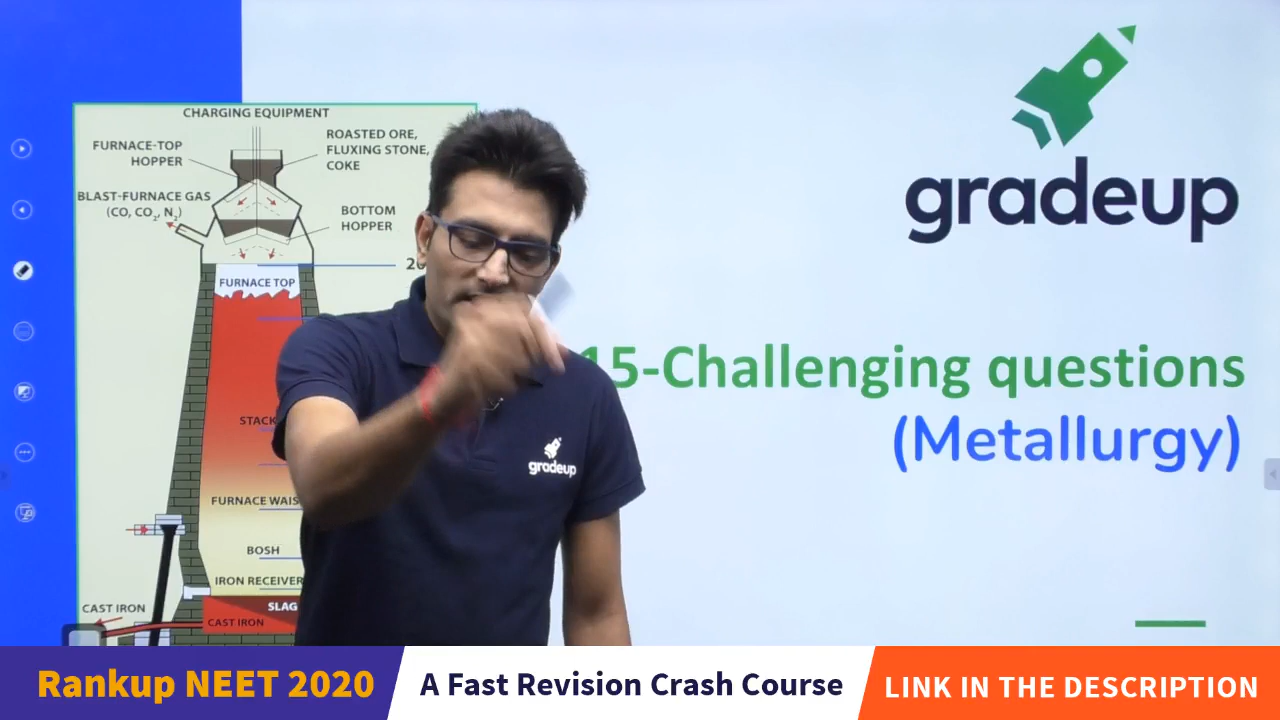 CHARGING EQUIPMENT
FURNACE-TOP
HOPPER
ROASTED ORE,
FLUXING STONE,
COKE
BLAST-FURNACE GAS
(CO, CO2, N2)
BOTTOM
HOPPER
FURNACE TOP
STACK
FURNACE WAIS
BOSH
IRON RECEIVER
SLAG
CAST IRON
CAST IRON
gradeup
15-Challenging questions
(Metallurgy)
gradeup
Rankup NEET 2020
A Fast Revision Crash Course
LINK IN THE DESCRIPTION